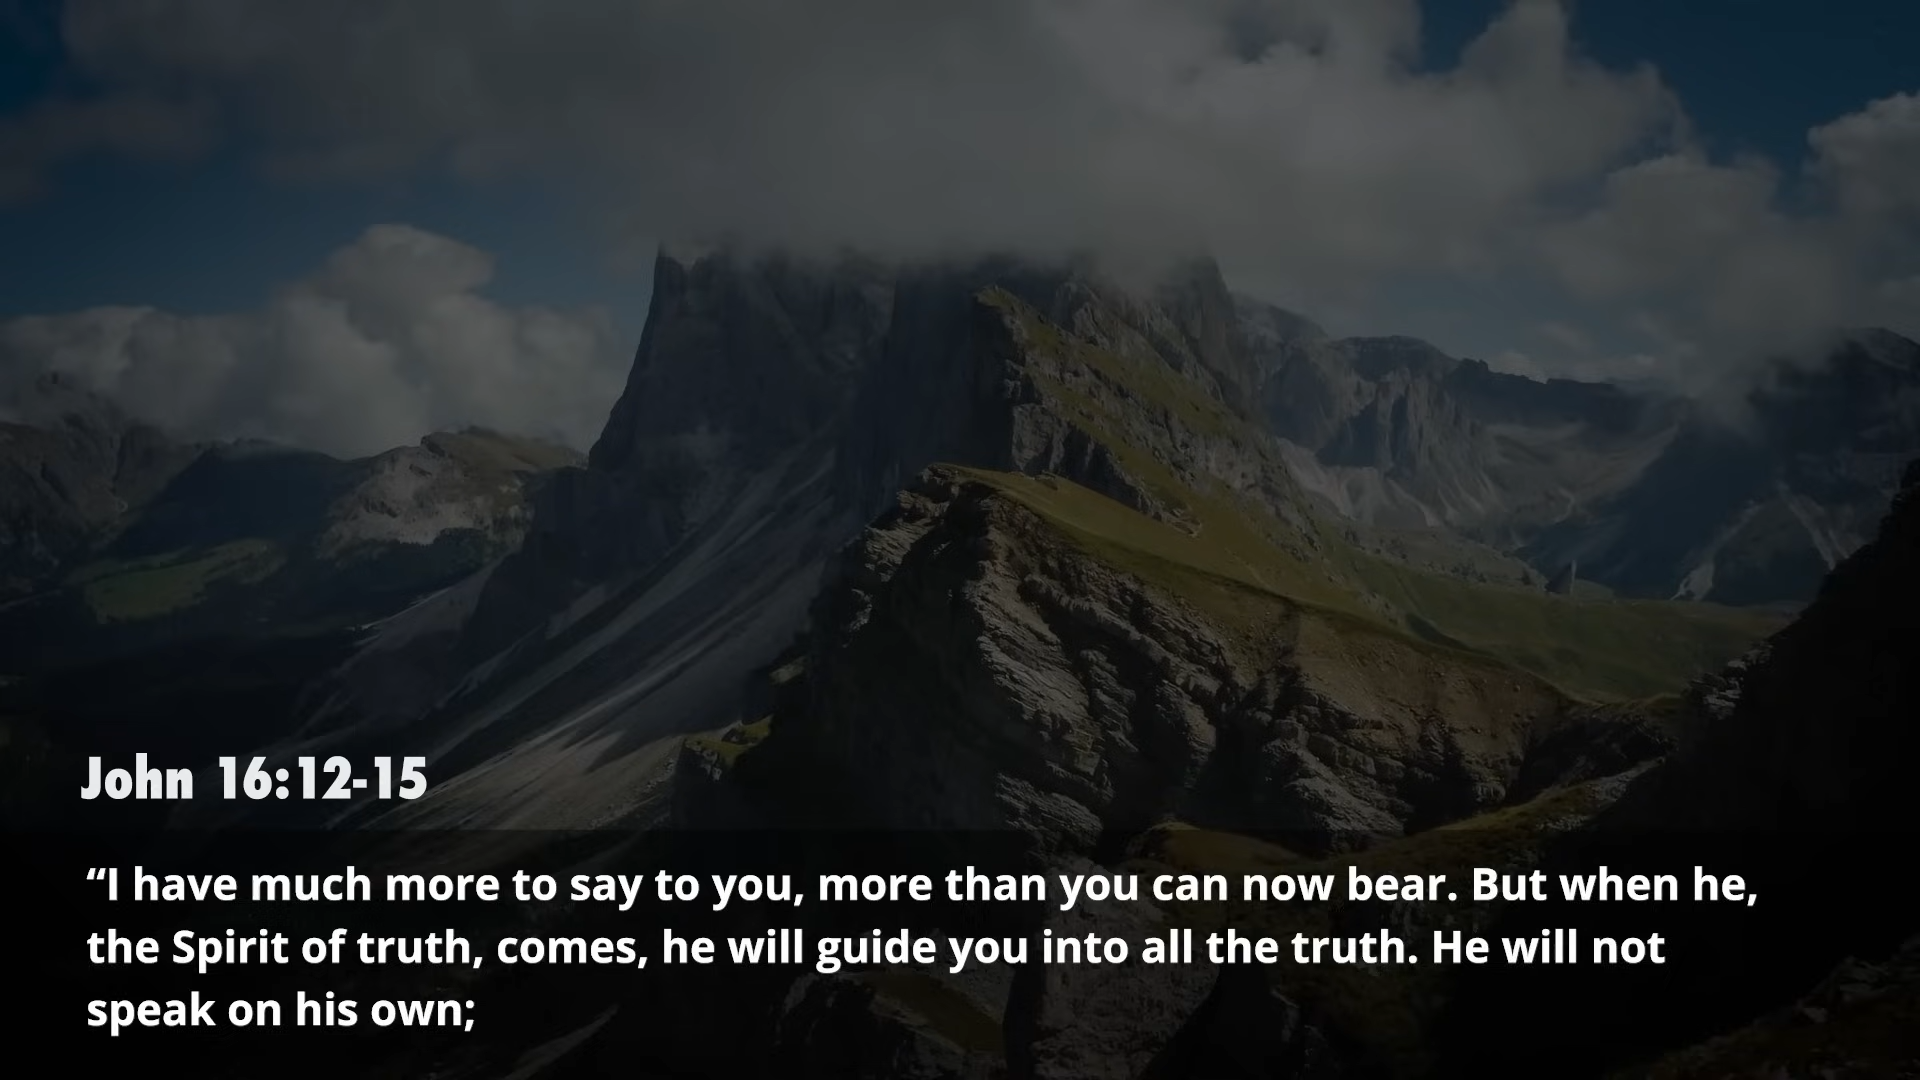 John 16:12-15
“I have much more to say to you, more than you can now bear. But when he,
the Spirit of truth, comes, he will guide you into all the truth. He will not
speak on his own;